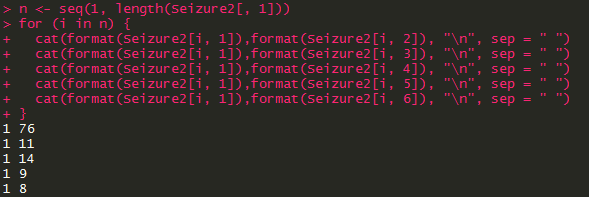 > n <- seq(1, length(Seizure2[, 1]))
> for (i in n) {
+   cat(format(Seizure2[i, 1]),format(Seizure2[i, 2]), "\n", sep = " ")
+   cat(format(Seizure2[i, 1]),format(Seizure2[i, 3]), "\n", sep = " ")
+   cat(format(Seizure2[i, 1]),format(Seizure2[i, 4]), "\n", sep = " ")
+   cat(format(Seizure2[i, 1]),format(Seizure2[i, 5]), "\n", sep = " ")
+   cat(format(Seizure2[i, 1]),format(Seizure2[i, 6]), "\n", sep = " ")
+ }
1 76
1 11
1 14
1 9
1 8